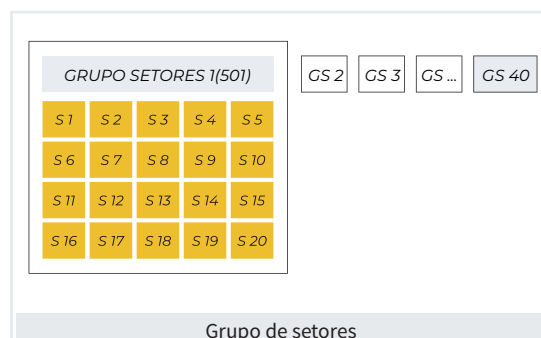 GRUPO SETORES 1(501) GS 2 GS 3 GS ... GS 40
S 1 S 2 S 3 S 4 S 5
S 6 S 7 S 8 S 9 S 10
S 11 S 12 S 13 S 14 S 15
S 16 S 17 S 18 S 19 S 20
Grupo de setores